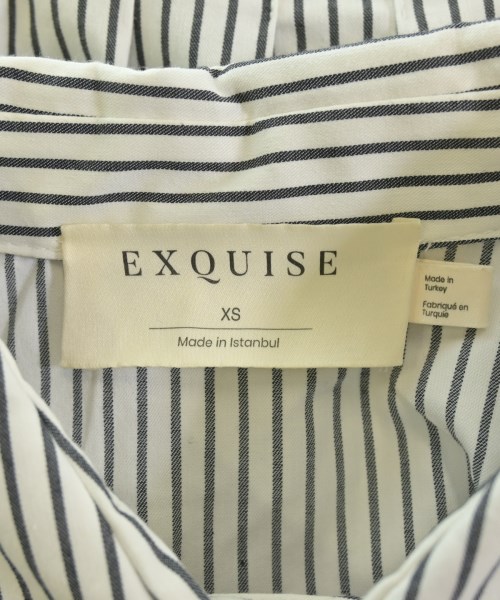 EXQUISE
XS
Made in Istanbul
Made in
Turkey
Fabriqué en
Turquie